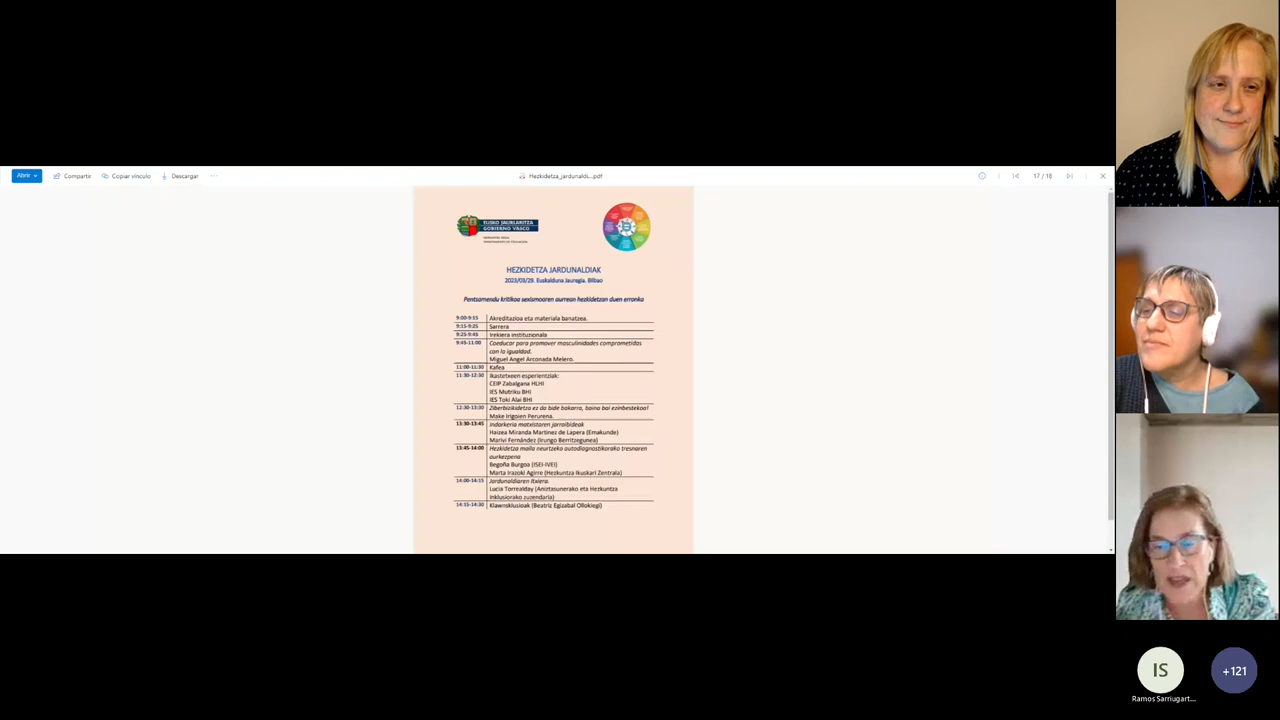 Abrir
Compartir
Copiar vínculo
Descargar
Hezkidetza_jardunaldi...pdf
17 / 18
EUSKO JAURLARITZA
GOBIERNO VASCO
HEZKUNTZA SAILA
DEPARTAMENTO DE EDUCACIÓN
HEZKIDETZA JARDUNALDIAK
2023/03/29. Euskalduna Jauregia. Bilbao
Pentsamendu kritikoa sexismoaren aurrean hezkidetzan duen erronka
9:00-9:15 Akreditazioa eta materiala banatzea.
9:15-9:25 Sarrera
9:25-9:45 Irekiera instituzionala
9:45-11:00 Coeducar para promover masculinidades comprometidas
con la igualdad.
Miguel Angel Arconada Melero.
11:00-11:30 Kafea
11:30-12:30 Ikastetxeen esperientziak:
CEIP Zabalgana HLHI
IES Mutriku BHI
IES Toki Alai BHI
12:30-13:30 Ziberbizikidetza ez da bide bakarra, baina bai ezinbestekoa!
Make Irigoien Perurena.
13:30-13:45 Indarkeria matxistaren jarraibideak
Haizea Miranda Martinez de Lapera (Emakunde)
Marivi Fernández (Irungo Berritzegunea)
13:45-14:00 Hezkidetza maila neurtzeko autodiagnostikorako tresnaren
aurkezpena
Begoña Burgoa (ISEI-IVEI)
Marta Irazoki Agirre (Hezkuntza Ikuskari Zentrala)
14:00-14:15 Jardunaldiaren itxiera.
Lucia Torrealday (Aniztasunerako eta Hezkuntza
Inklusiorako zuzendaria)
14:15-14:30 Klawnsklusioak (Beatriz Egizabal Ollokiegi)
IS
+121
Ramos Sarriugart...